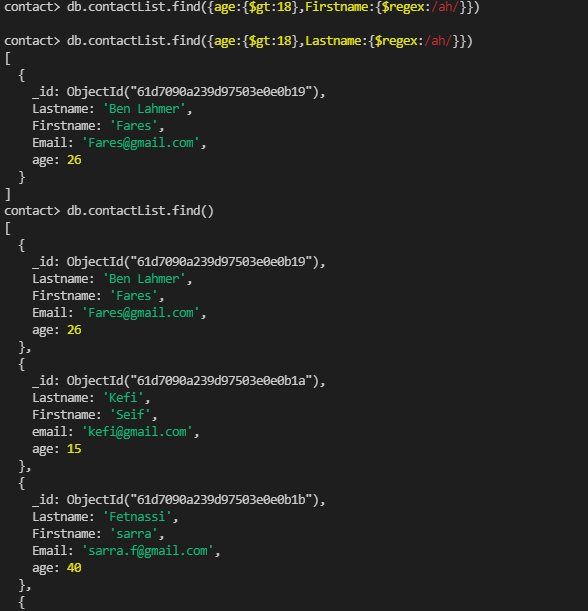 contact> db.contactList.find({age:{$gt:18},Firstname:{$regex:/ah/}})
contact> db.contactList.find({age:{$gt:18},Lastname:{$regex:/ah/}})
[
  {
    _id: ObjectId("61d7090a239d97503e0e0b19"),
    Lastname: 'Ben Lahmer',
    Firstname: 'Fares',
    Email: 'Fares@gmail.com',
    age: 26
  }
]
contact> db.contactList.find()
[
  {
    _id: ObjectId("61d7090a239d97503e0e0b19"),
    Lastname: 'Ben Lahmer',
    Firstname: 'Fares',
    Email: 'Fares@gmail.com',
    age: 26
  },
  {
    _id: ObjectId("61d7090a239d97503e0e0b1a"),
    Lastname: 'Kefi',
    Firstname: 'Seif',
    email: 'kefi@gmail.com',
    age: 15
  },
  {
    _id: ObjectId("61d7090a239d97503e0e0b1b"),
    Lastname: 'Fetnassi',
    Firstname: 'sarra',
    Email: 'sarra.f@gmail.com',
    age: 40
  },
  {